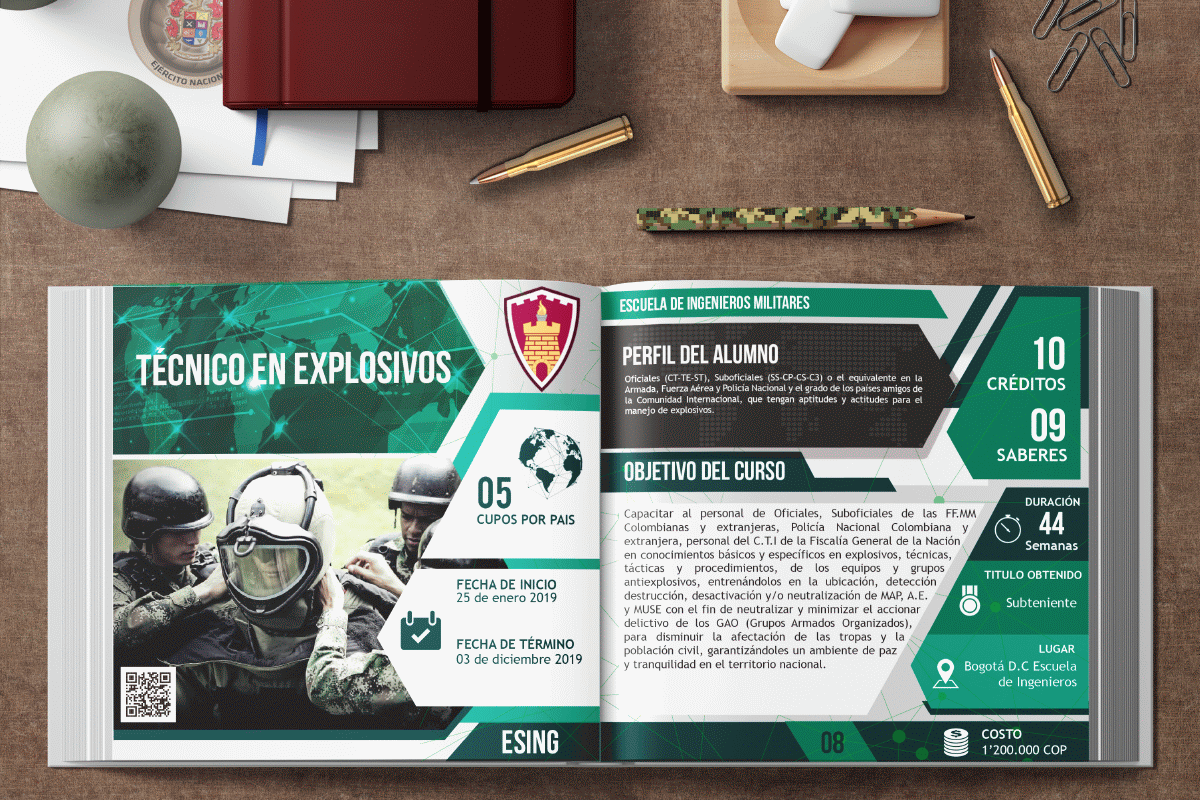 EJÉRCITO NACION
TÉCNICO EN EXPLOSIVOS
05
CUPOS POR PAIS
FECHA DE INICIO
25 de enero 2019
FECHA DE TÉRMINO
03 de diciembre 2019
ESING
ESCUELA DE INGENIEROS MILITARES
PERFIL DEL ALUMNO
Oficiales (CT-TE-ST), Suboficiales (SS-CP-CS-C3) o el equivalente en la
Armada, Fuerza Aérea y Policía Nacional y el grado de los países amigos de
la Comunidad Internacional, que tengan aptitudes y actitudes para el
manejo de explosivos.
10
CRÉDITOS
09
SABERES
OBJETIVO DEL CURSO
Capacitar al personal de Oficiales, Suboficiales de las FF.MM
Colombianas y extranjeras, Policía Nacional Colombiana y
extranjera, personal del C.T.I de la Fiscalía General de la Nación
en conocimientos básicos y específicos en explosivos, técnicas,
tácticas y procedimientos, de los equipos y grupos
antiexplosivos, entrenándolos en la ubicación, detección
destrucción, desactivación y/o neutralización de MAP, A.E.
y MUSE con el fin de neutralizar y minimizar el accionar
delictivo de los GAO (Grupos Armados Organizados),
para disminuir la afectación de las tropas y la
población civil, garantizándoles un ambiente de paz
y tranquilidad en el territorio nacional.
DURACIÓN
44
Semanas
TITULO OBTENIDO
Subteniente
LUGAR
Bogotá D.C Escuela
de Ingenieros
08
COSTO
1'200.000 COP